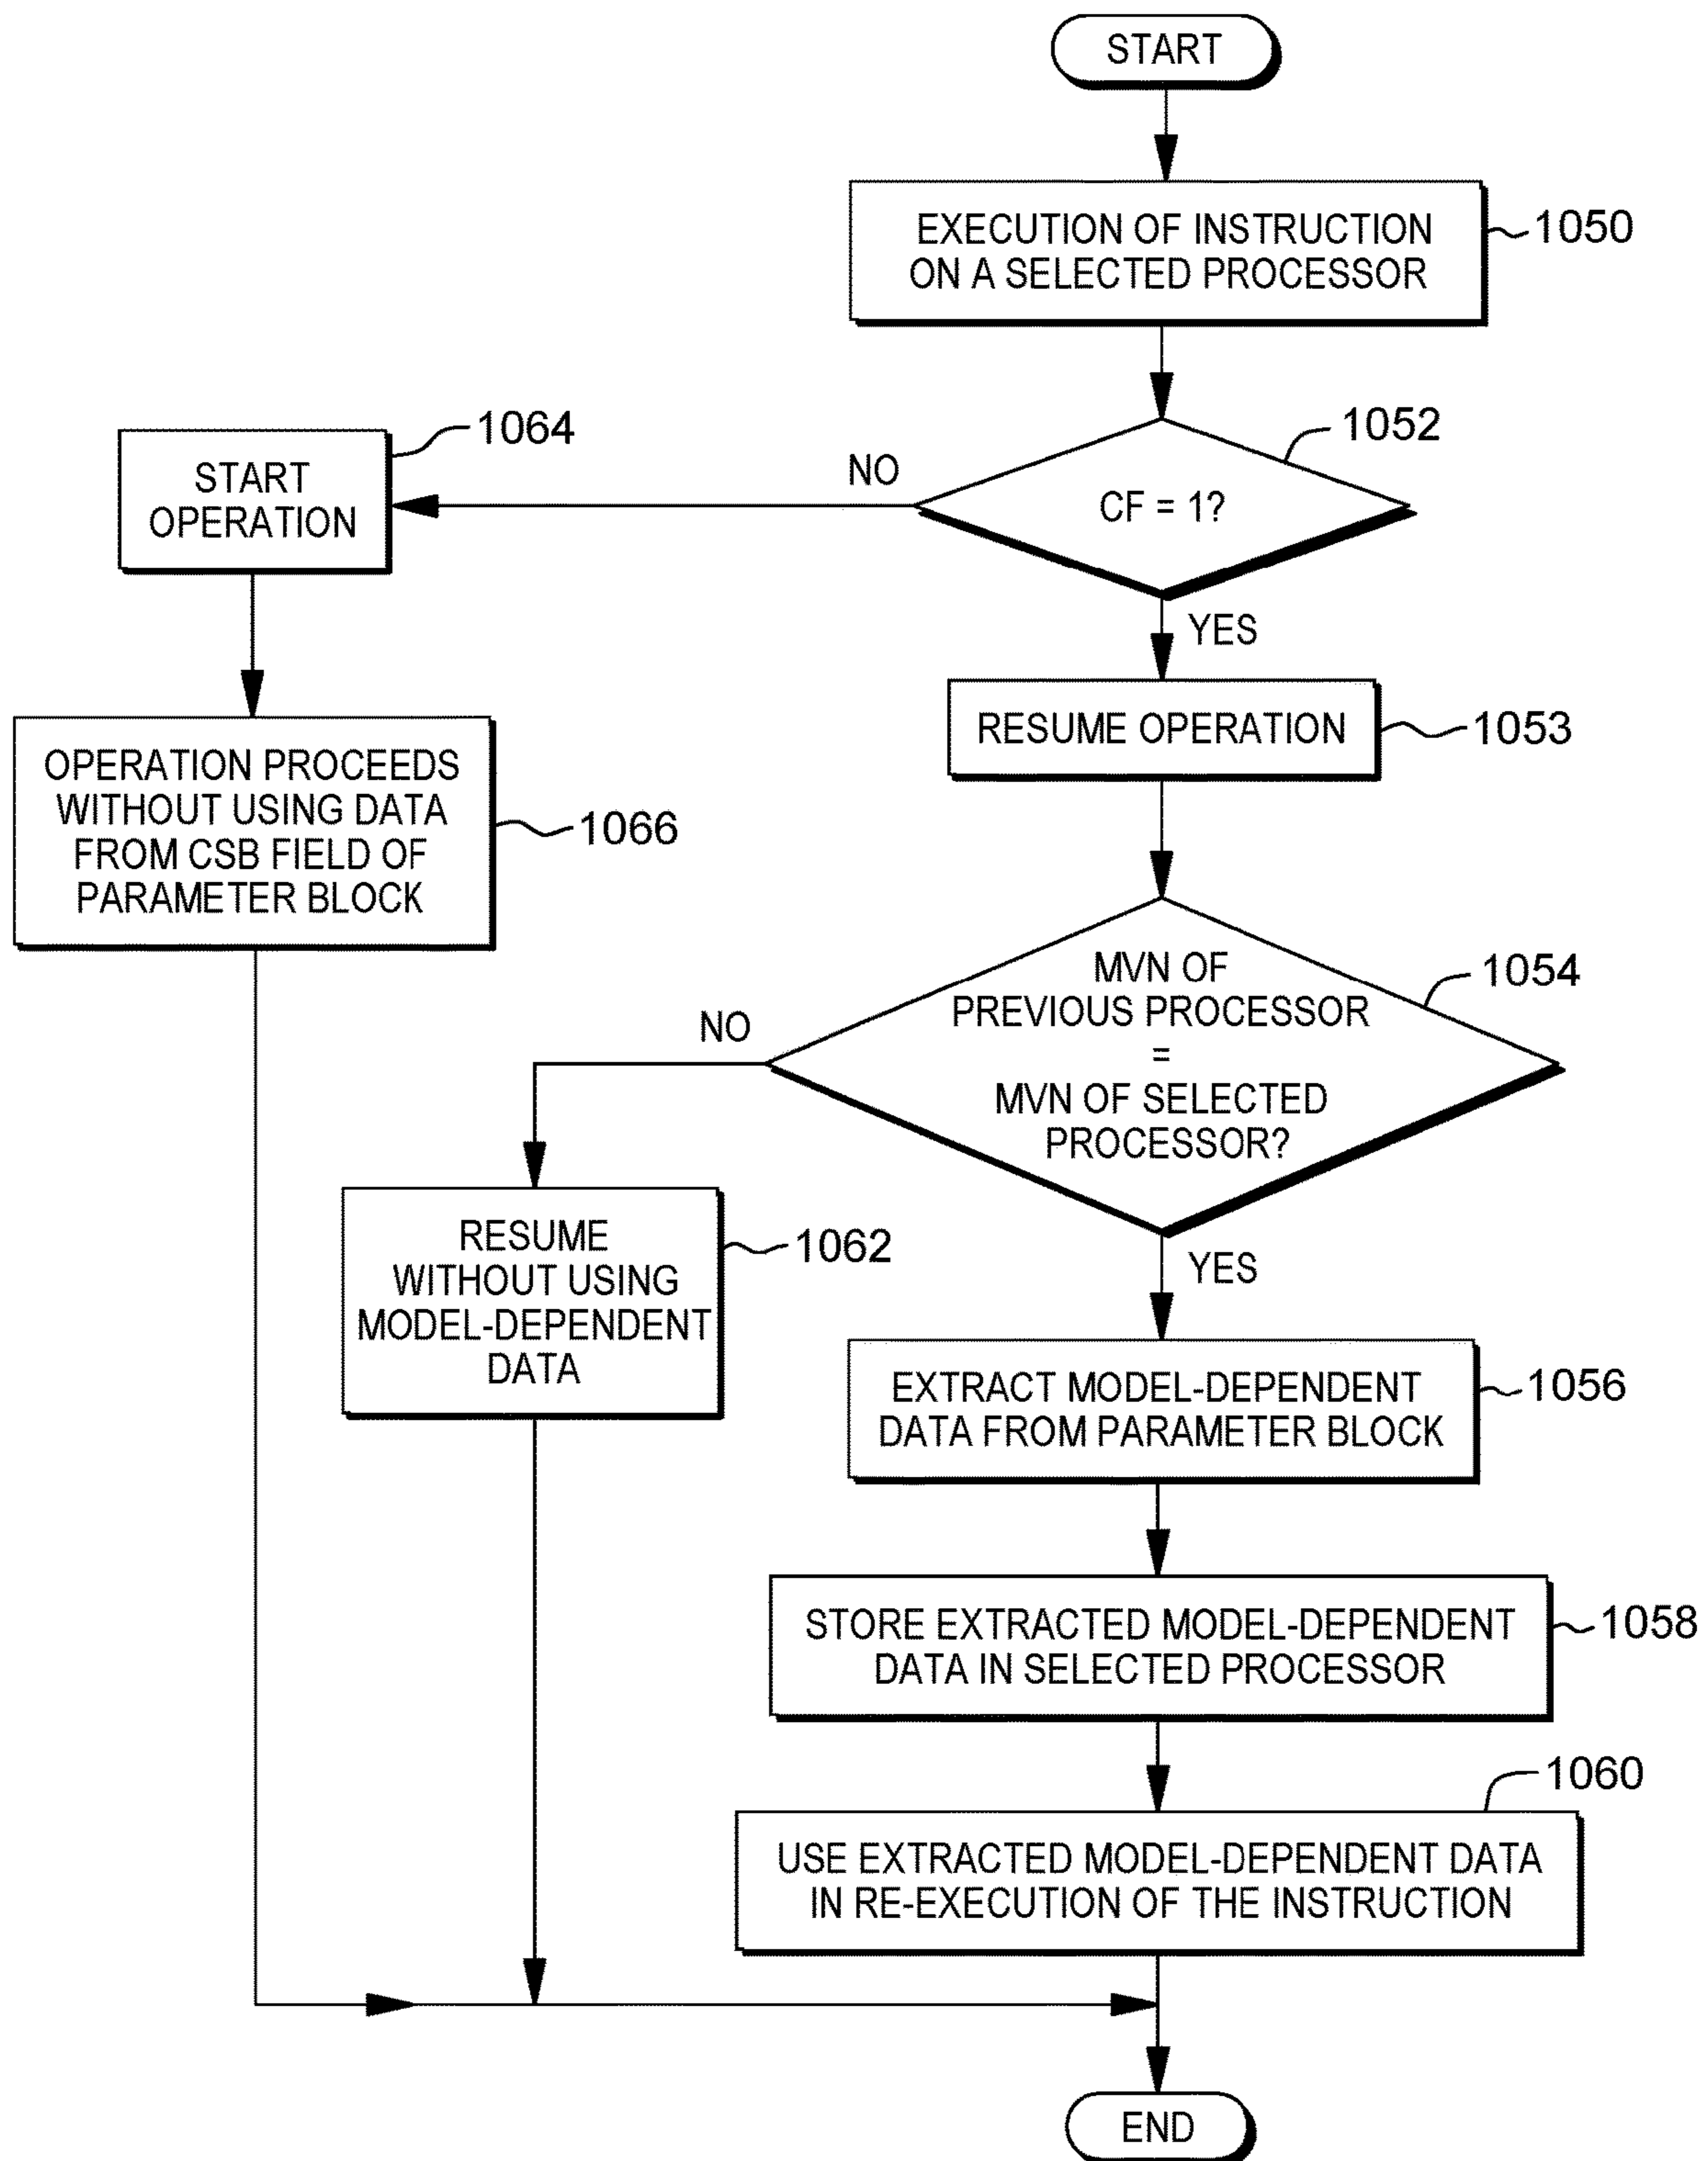 START
EXECUTION OF INSTRUCTION
ON A SELECTED PROCESSOR
1050
1052
CF = 1?
NO
YES
1064
START
OPERATION
RESUME OPERATION
1053
OPERATION PROCEEDS
WITHOUT USING DATA
FROM CSB FIELD OF
PARAMETER BLOCK
1066
MVN OF
PREVIOUS PROCESSOR
=
MVN OF SELECTED
PROCESSOR?
1054
NO
YES
RESUME
WITHOUT USING
MODEL-DEPENDENT
DATA
1062
EXTRACT MODEL-DEPENDENT
DATA FROM PARAMETER BLOCK
1056
STORE EXTRACTED MODEL-DEPENDENT
DATA IN SELECTED PROCESSOR
1058
1060
USE EXTRACTED MODEL-DEPENDENT DATA
IN RE-EXECUTION OF THE INSTRUCTION
END